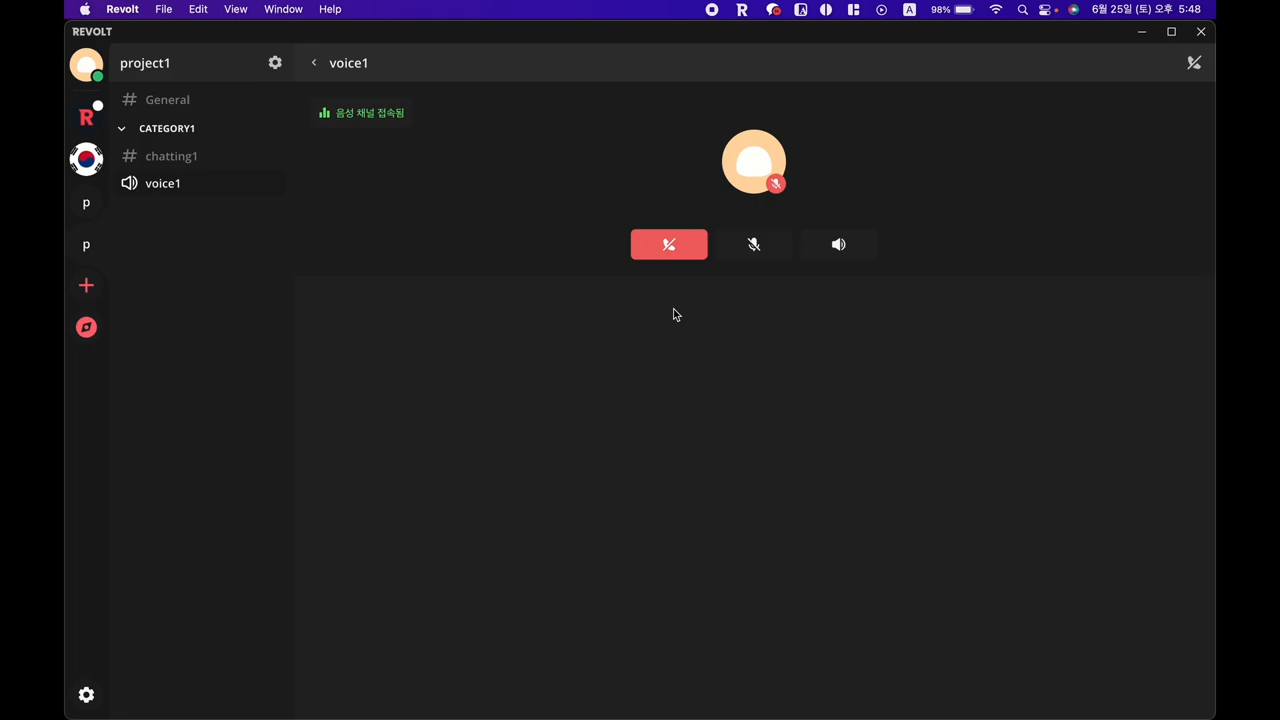 Revolt File Edit View Window Help A 98% 6월 25일 (토) 오후 5:48
REVOLT
project1
voice1
General
음성 채널 접속됨
CATEGORY1
chatting1
voice1
p
p